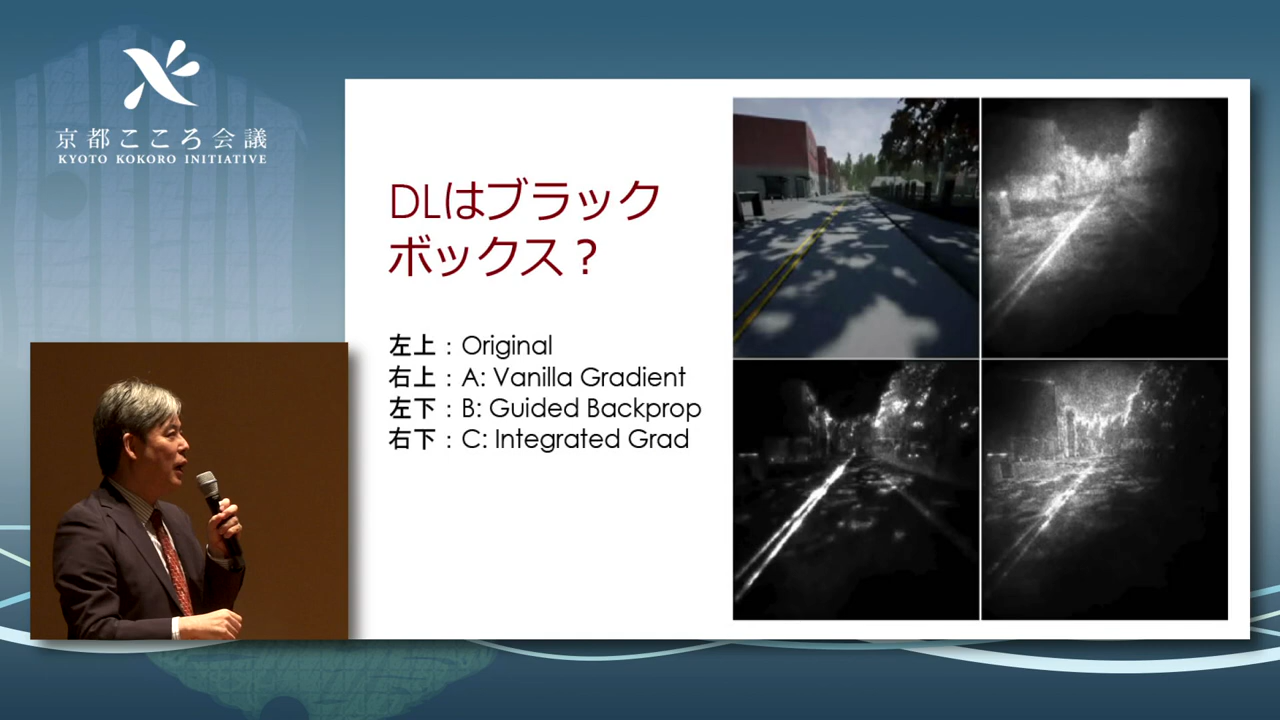 京都こころ会議
KYOTO KOKORO INITIATIVE
DLはブラック
ボックス？
左上：Original
右上：A: Vanilla Gradient
左下：B: Guided Backprop
右下：C: Integrated Grad